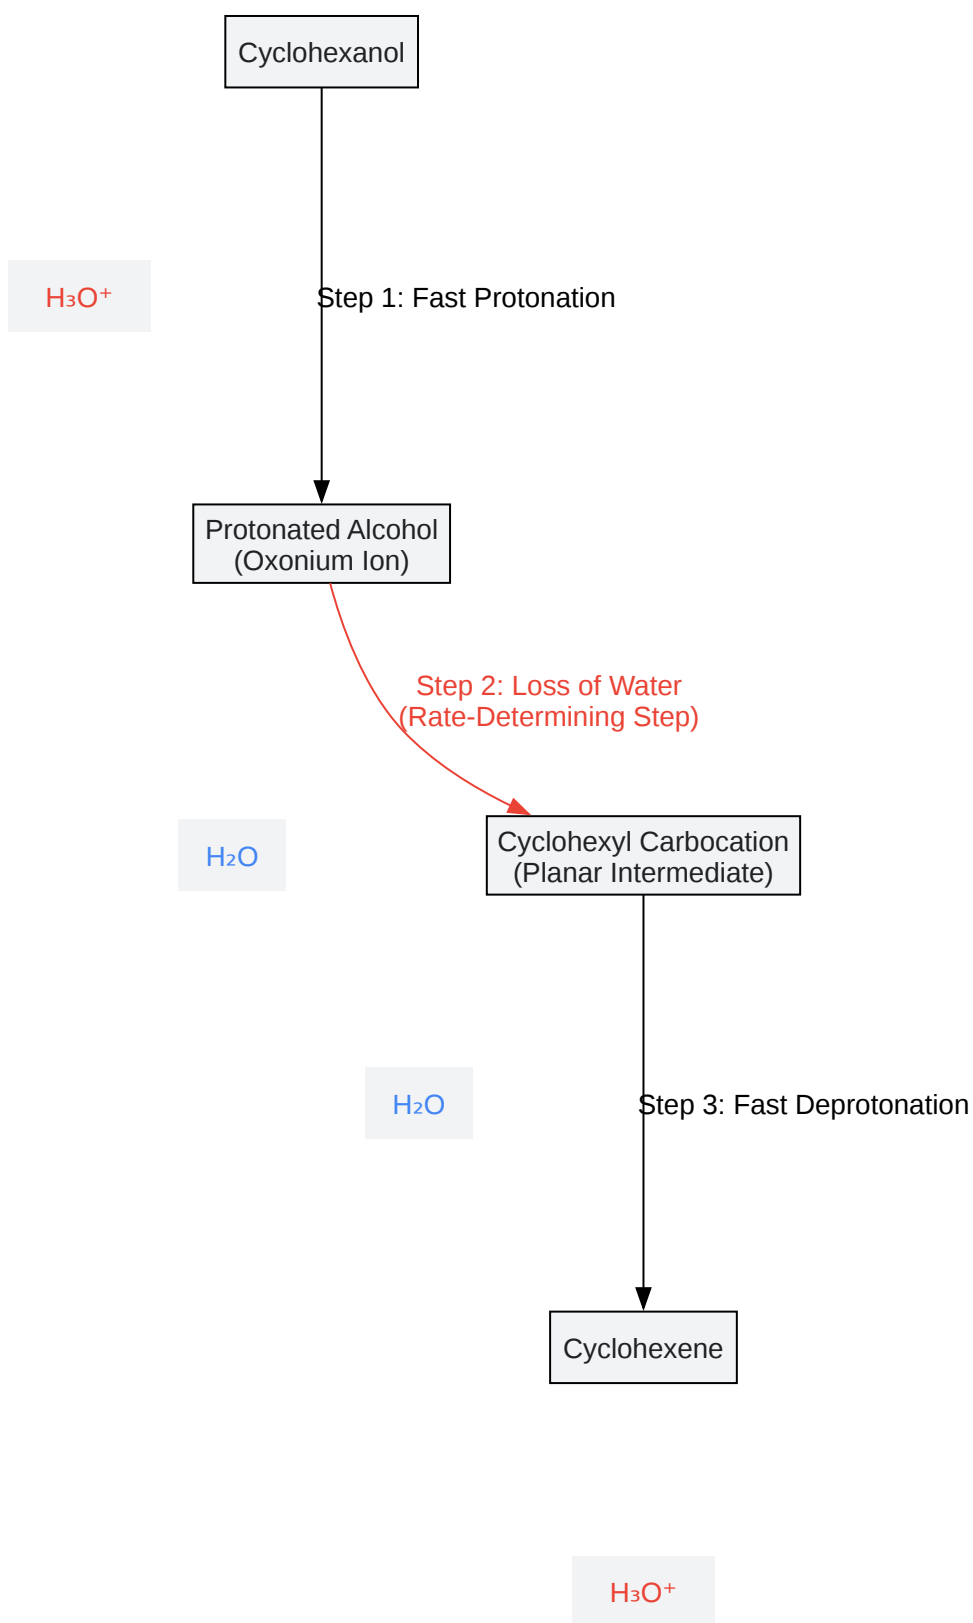 Cyclohexanol
H₃O⁺
Step 1: Fast Protonation
Protonated Alcohol
(Oxonium Ion)
Step 2: Loss of Water
(Rate-Determining Step)
H₂O
Cyclohexyl Carbocation
(Planar Intermediate)
H₂O
Step 3: Fast Deprotonation
Cyclohexene
H₃O⁺